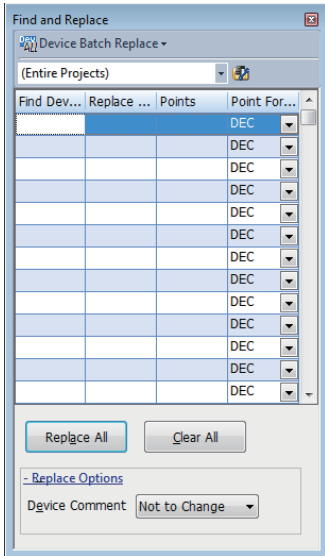 Find and Replace
Device Batch Replace
(Entire Projects)
Find Dev... Replace ... Points Point For...
DEC
DEC
DEC
DEC
DEC
DEC
DEC
DEC
DEC
DEC
DEC
DEC
DEC
Replace All Clear All
- Replace Options
Device Comment Not to Change